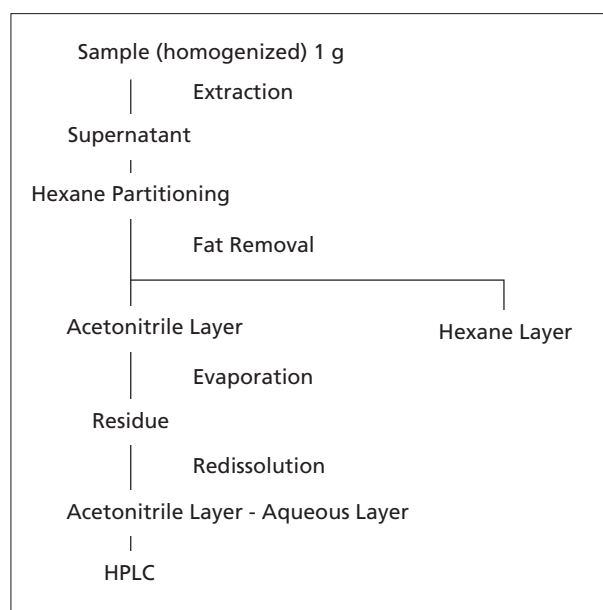 Sample (homogenized) 1 g
Extraction
Supernatant
Hexane Partitioning
Fat Removal
Acetonitrile Layer
Hexane Layer
Evaporation
Residue
Redissolution
Acetonitrile Layer - Aqueous Layer
HPLC